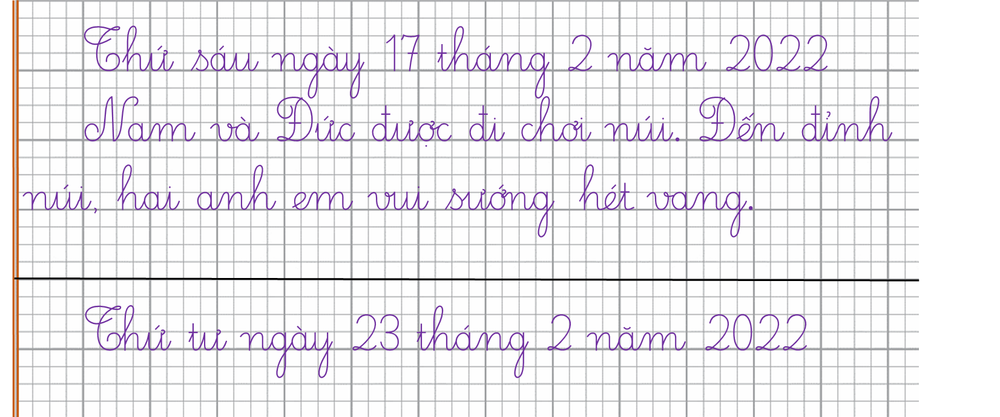 Thứ sáu ngày 17 tháng 2 năm 2022
Nam và Đức được đi chơi núi. Đến đỉnh
núi, hai anh em vui sướng hét vang.
Thứ tư ngày 23 tháng 2 năm 2022